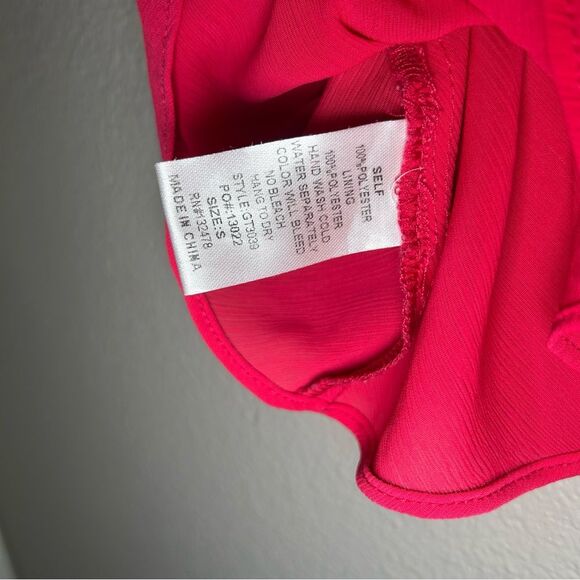 SELF
100%POLYESTER
LINING
100%POLYESTER
HAND WASH COLD
WATER SEPARATELY
COLOR WILL BLEED
NO BLEACH
HANG TO DRY
STYLE:GT3039
PO#:13022
SIZE:S
RN#132478
MADE IN CHINA